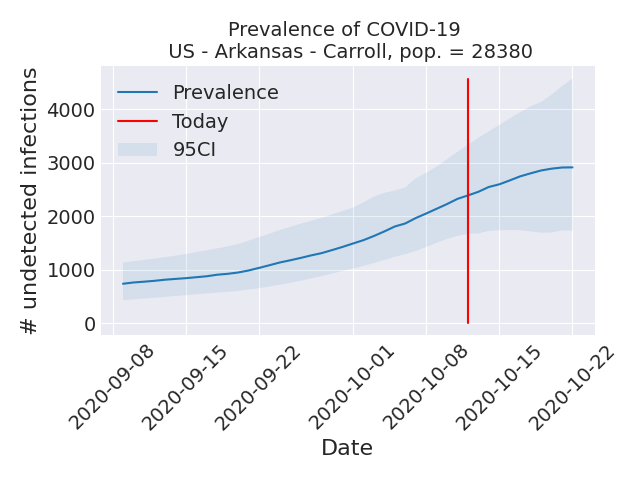 Prevalence of COVID-19
US - Arkansas - Carroll, pop. = 28380
# undetected infections
4000
3000
2000
1000
0
Prevalence
Today
95CI
2020-09-08
2020-09-15
2020-09-22
2020-10-01
2020-10-08
2020-10-15
2020-10-22
Date